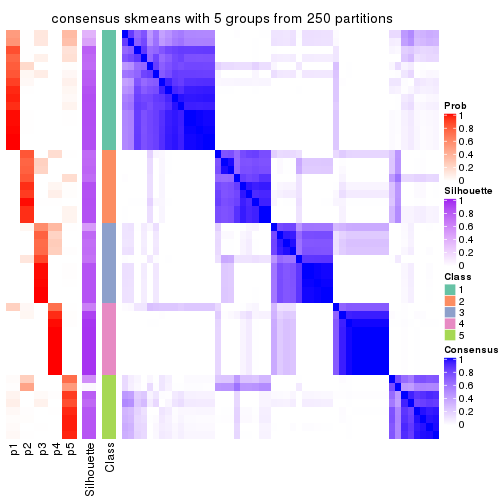 consensus skmeans with 5 groups from 250 partitions
Prob
1
0.8
0.6
0.4
0.2
0
Silhouette
1
0.8
0.6
0.4
0.2
0
Class
1
2
3
4
5
Consensus
1
0.8
0.6
0.4
0.2
0
p1
p2
p3
p4
p5
Silhouette
Class